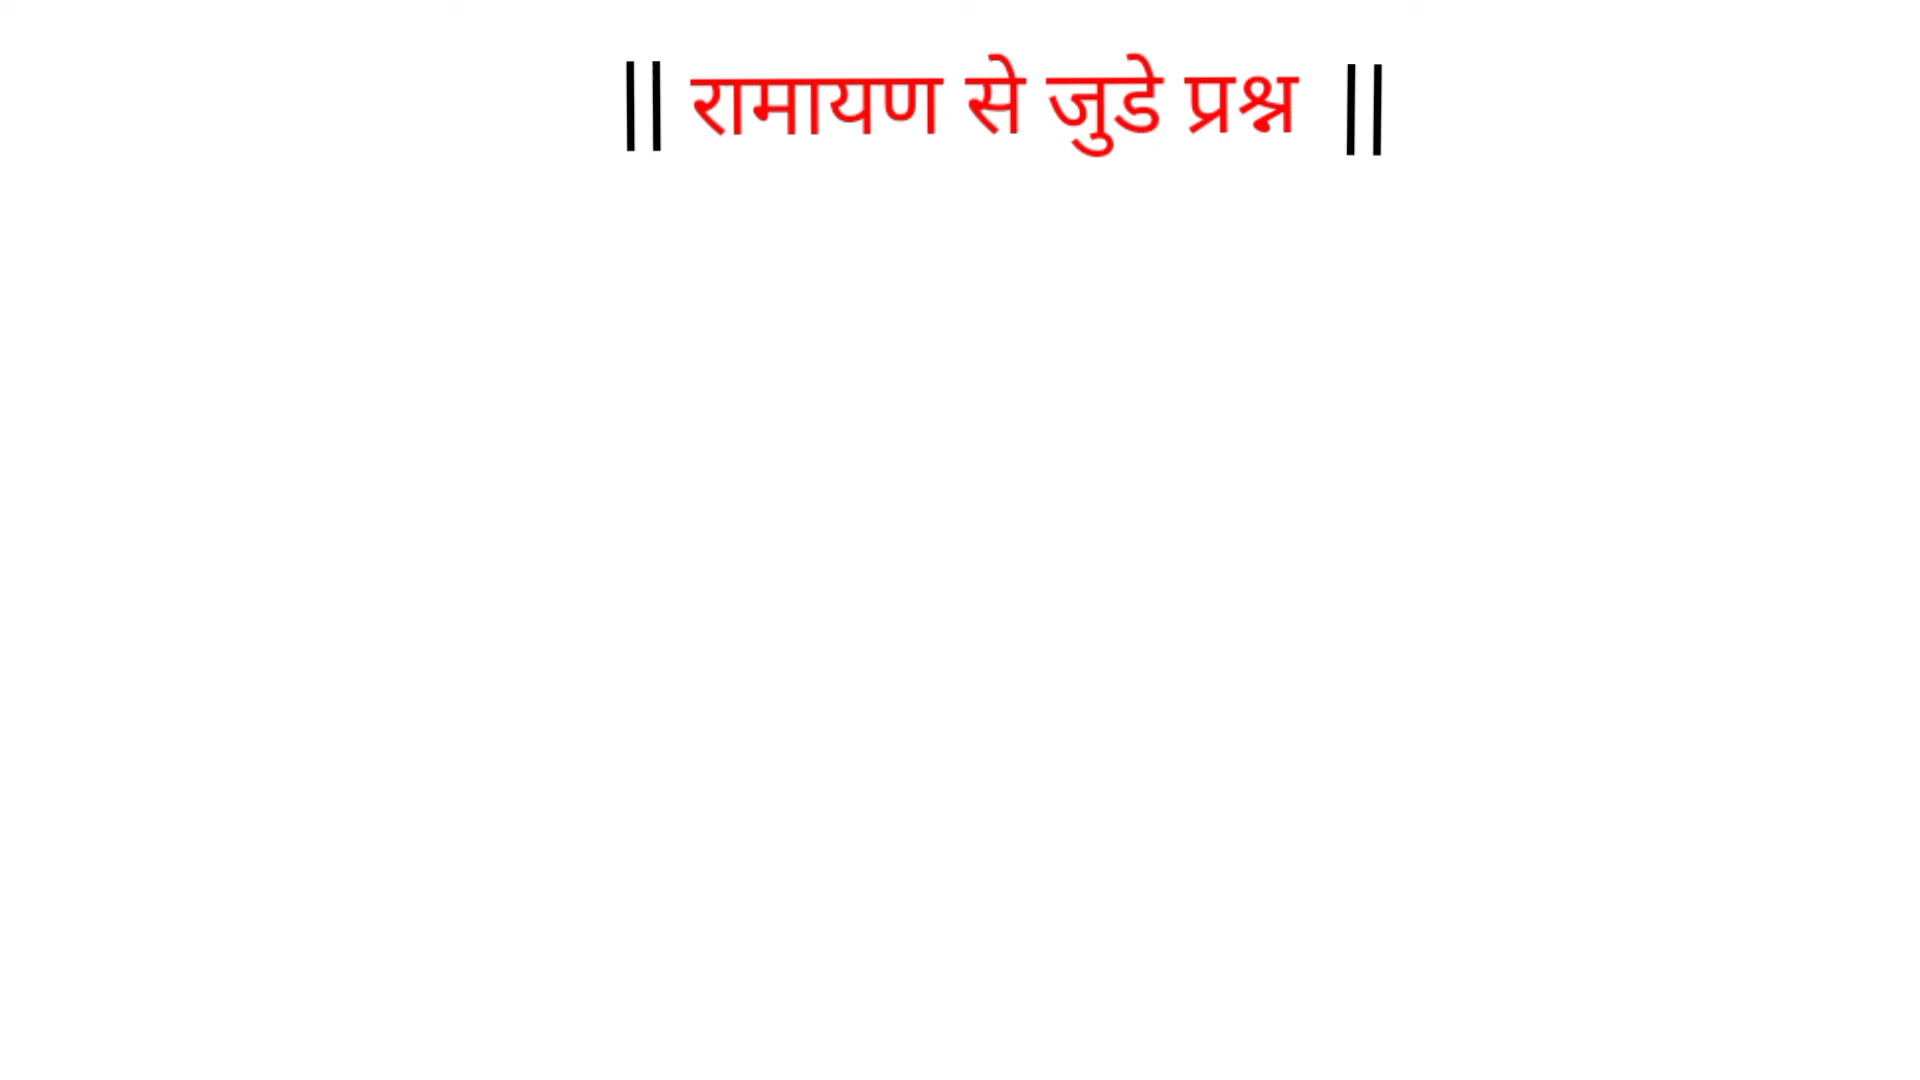 || रामायण से जुडे प्रश्न ||